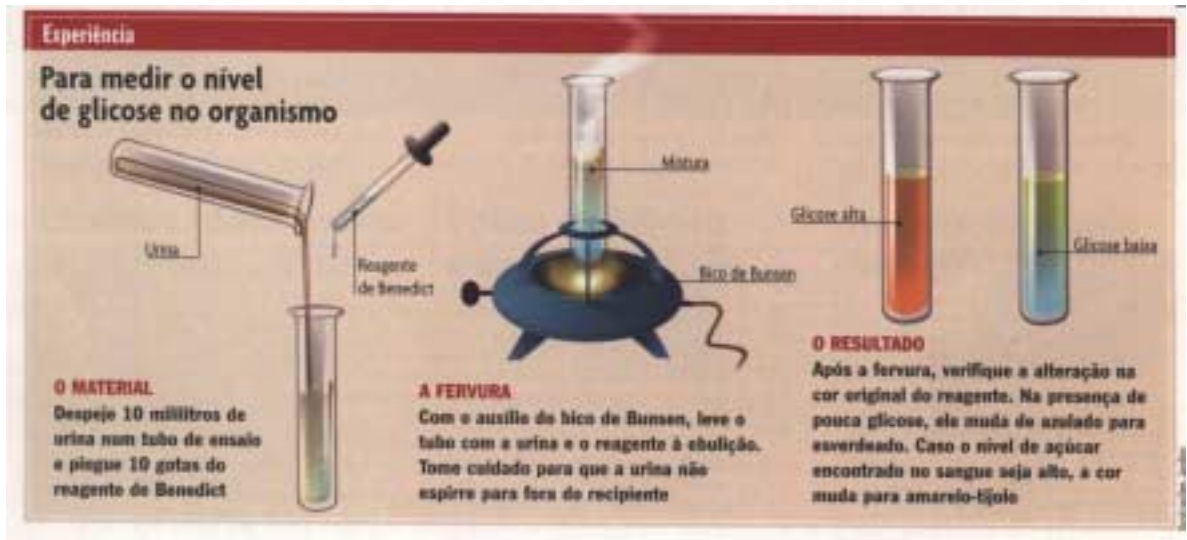 Experiência
Para medir o nível
de glicose no organismo
Urina
Reagente
de Benedict
O MATERIAL
Despeje 10 mililitros de
urina num tubo de ensaio
e pingue 10 gotas do
reagente de Benedict
Mistura
Bico de Bunsen
A FERVURA
Com o auxílio do bico de Bunsen, leve o
tubo com a urina e o reagente à ebulição.
Tome cuidado para que a urina não
espirre para fora do recipiente
Glicose alta
Glicose baixa
O RESULTADO
Após a fervura, verifique a alteração na
cor original do reagente. Na presença de
pouca glicose, ele muda de azulado para
esverdeado. Caso o nível de açúcar
encontrado no sangue seja alto, a cor
muda para amarelo-tijolo